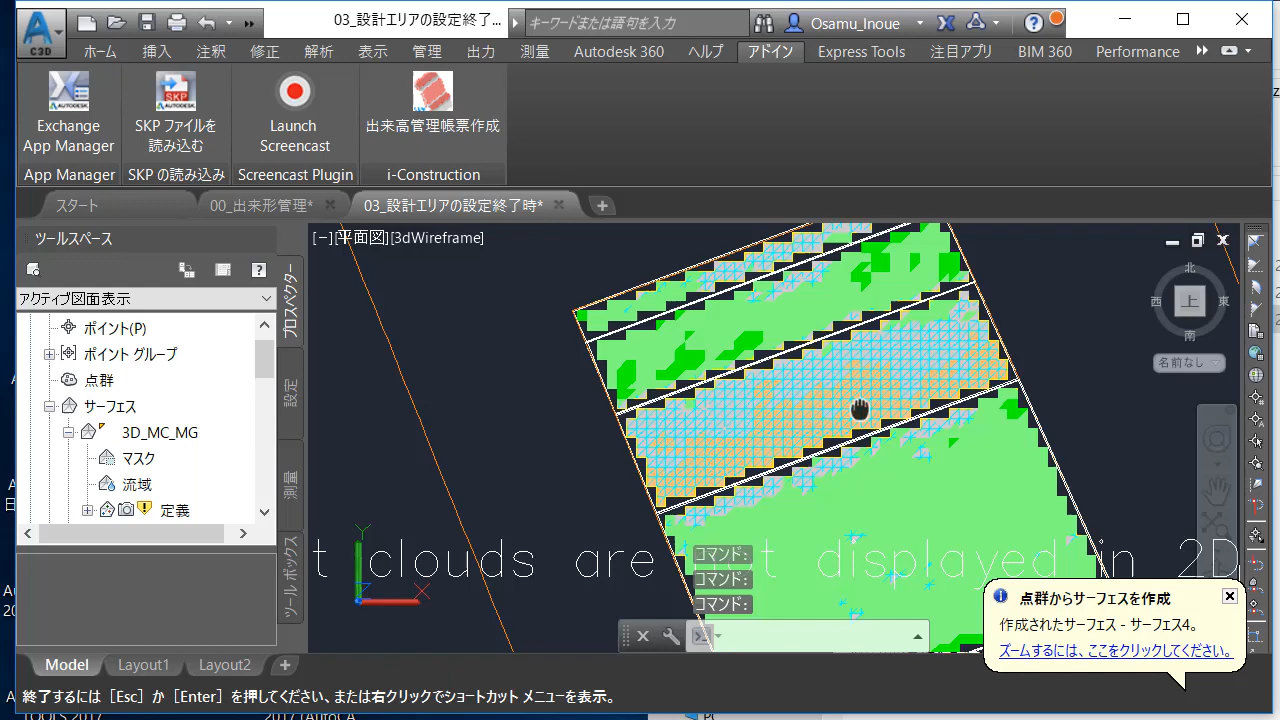 03_設計エリアの設定終了...
キーワードまたは語句を入力
Osamu_Inoue
C3D
ホーム 挿入 注釈 修正 解析 表示 管理 出力 測量 Autodesk 360 ヘルプ アドイン Express Tools 注目アプリ BIM 360 Performance
Exchange App Manager
SKP ファイルを読み込む
Launch Screencast
出来高管理帳票作成
App Manager SKP の読み込み Screencast Plugin i-Construction
スタート 00_出来形管理* 03_設計エリアの設定終了時*
ツールスペース
[−][平面図][3dWireframe]
アクティブ図面表示
プロスペクター
設定
測量
ツール ボックス
ポイント(P)
ポイント グループ
点群
サーフェス
3D_MC_MG
マスク
流域
定義
北
西 上 東
南
名前なし
t clouds are not displayed in 2D
コマンド:
コマンド:
コマンド:
点群からサーフェスを作成
作成されたサーフェス - サーフェス4。
ズームするには、ここをクリックしてください。
Y
X
Model Layout1 Layout2
終了するには [Esc] か [Enter] を押してください、または右クリックでショートカット メニューを表示。
TOOLS 2017
2017 (AutoCA
PC